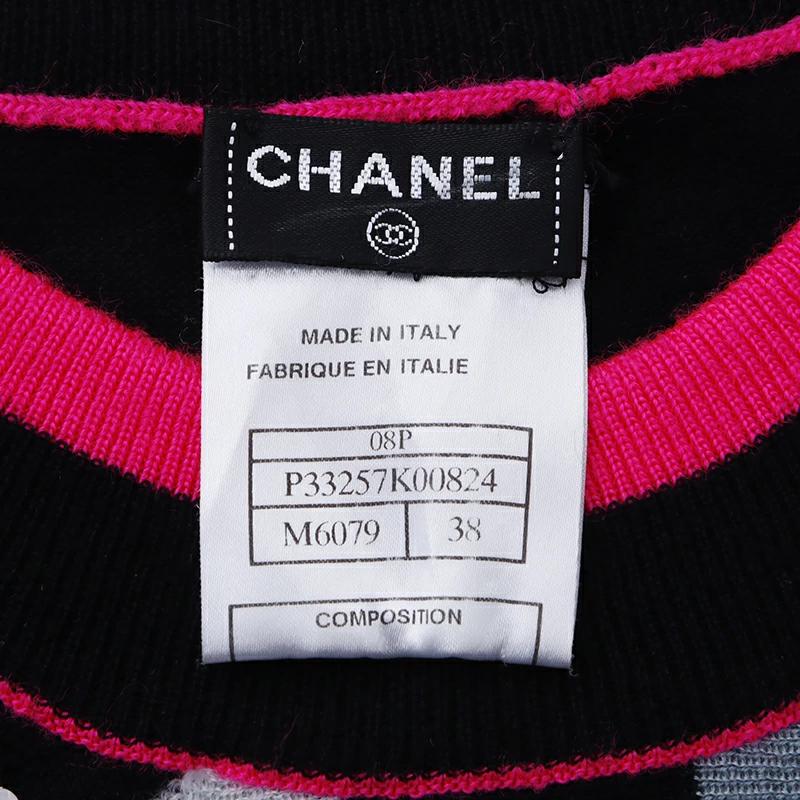 CHANEL
MADE IN ITALY
FABRIQUE EN ITALIE
08P
P33257K00824
M6079 38
COMPOSITION